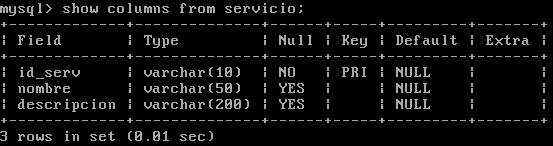 mysql> show columns from servicio;
+-------------+--------------+------+-----+---------+-------+
| Field       | Type         | Null | Key | Default | Extra |
+-------------+--------------+------+-----+---------+-------+
| id_serv     | varchar(10)  | NO   | PRI | NULL    |       |
| nombre      | varchar(50)  | YES  |     | NULL    |       |
| descripcion | varchar(200) | YES  |     | NULL    |       |
+-------------+--------------+------+-----+---------+-------+
3 rows in set (0.01 sec)